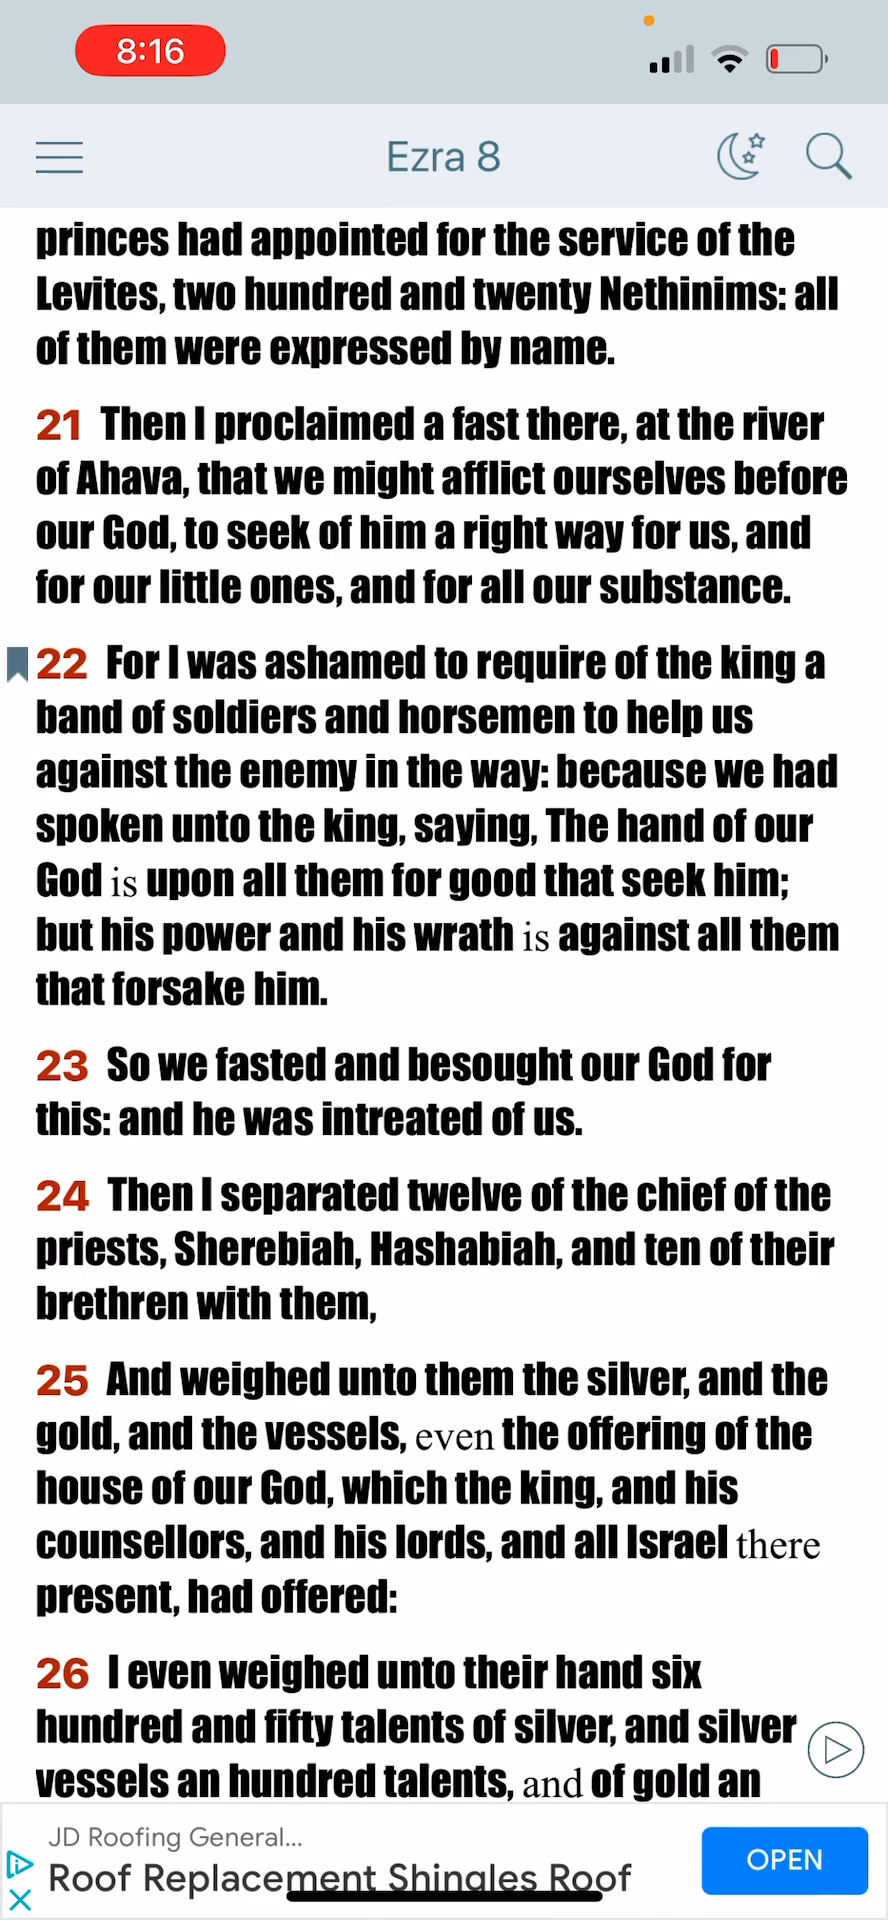 8:16
Ezra 8
princes had appointed for the service of the
Levites, two hundred and twenty Nethinims: all
of them were expressed by name.
21 Then I proclaimed a fast there, at the river
of Ahava, that we might afflict ourselves before
our God, to seek of him a right way for us, and
for our little ones, and for all our substance.
22 For I was ashamed to require of the king a
band of soldiers and horsemen to help us
against the enemy in the way: because we had
spoken unto the king, saying, The hand of our
God is upon all them for good that seek him;
but his power and his wrath is against all them
that forsake him.
23 So we fasted and besought our God for
this: and he was intreated of us.
24 Then I separated twelve of the chief of the
priests, Sherebiah, Hashabiah, and ten of their
brethren with them,
25 And weighed unto them the silver, and the
gold, and the vessels, even the offering of the
house of our God, which the king, and his
counsellors, and his lords, and all Israel there
present, had offered:
26 I even weighed unto their hand six
hundred and fifty talents of silver, and silver
vessels an hundred talents, and of gold an
JD Roofing General...
Roof Replacement Shingles Roof
OPEN